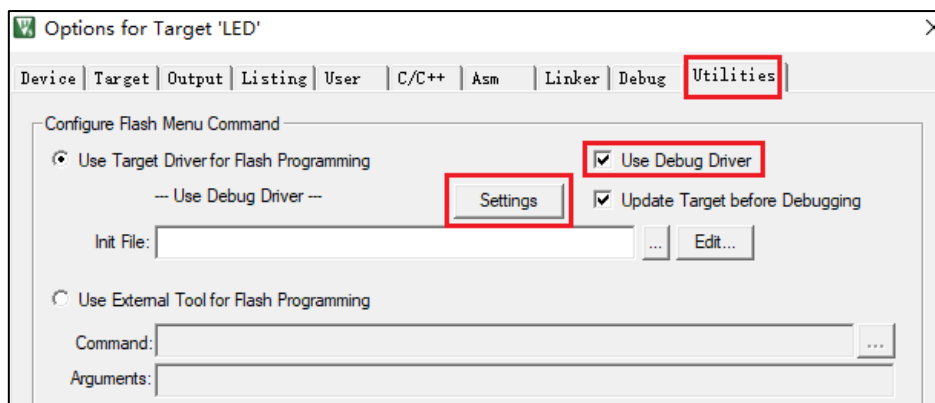 Options for Target 'LED'
Device Target Output Listing User C/C++ Asm Linker Debug Utilities
Configure Flash Menu Command
Use Target Driver for Flash Programming Use Debug Driver
--- Use Debug Driver --- Settings Update Target before Debugging
Init File: ... Edit...
Use External Tool for Flash Programming
Command: ...
Arguments: